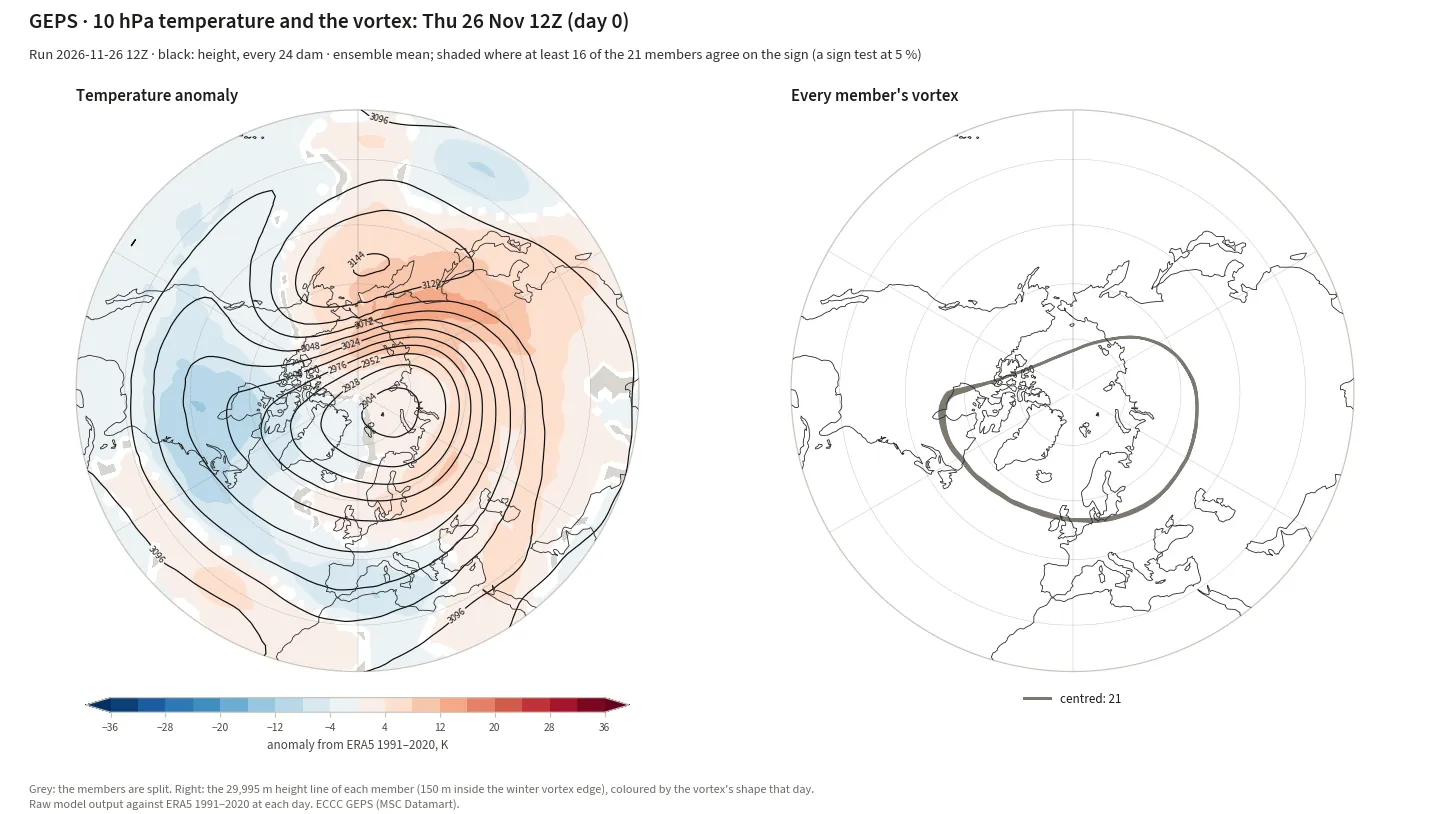 GEPS · 10 hPa temperature and the vortex: Thu 26 Nov 12Z (day 0)
Run 2026-11-26 12Z · black: height, every 24 dam · ensemble mean; shaded where at least 16 of the 21 members agree on the sign (a sign test at 5 %)
Temperature anomaly
Every member's vortex
3096
3144
3120
3072
3048
3024
2976
2952
2928
2904
3096
3096
−36
−28
−20
−12
−4
4
12
20
28
36
anomaly from ERA5 1991–2020, K
centred: 21
Grey: the members are split. Right: the 29,995 m height line of each member (150 m inside the winter vortex edge), coloured by the vortex's shape that day.
Raw model output against ERA5 1991–2020 at each day. ECCC GEPS (MSC Datamart).